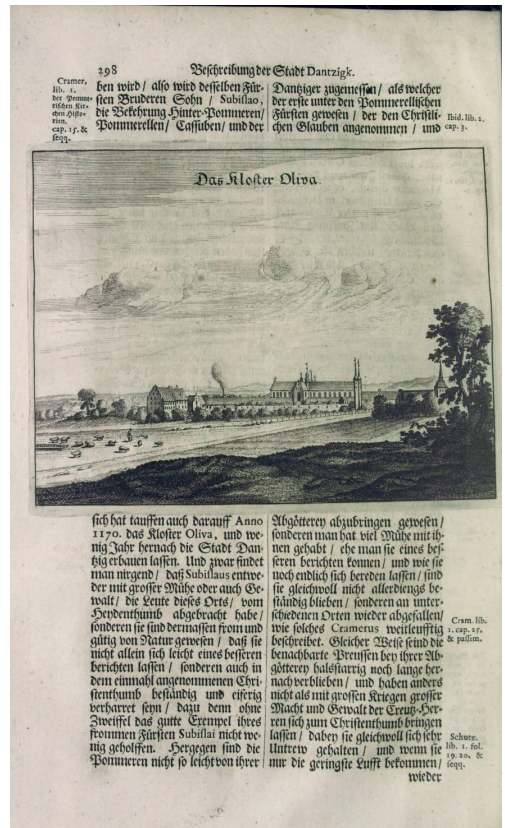 298 Beschreibung der Stadt Dantzigk.
Cramer.
lib. 1.
der Pomme-
rischen Kir-
chen Histo-
rien.
cap. 15. &
seqq.
ben wird / also wird desselben Für-
sten Bruderen Sohn / Subislao,
die Bekehrung Hinter-Pommeren/
Pommerellen / Cassuben/ und der
Dantziger zugemessen / als welcher
der erste unter den Pommerellischen
Fürsten gewesen / der den Christli-
chen Glauben angenommen / und
Ibid. lib. 2.
cap. 3.
Das Kloster Oliva.
sich hat tauffen auch darauff Anno
1170. das Kloster Oliva, und we-
nig Jahr hernach die Stadt Dan-
tzig erbauen lassen. Und zwar findet
man nirgend / daß Subislaus entwe-
der mit grosser Mühe oder auch Ge-
walt / die Leute dieses Orts / vom
Heydenthumb abgebracht habe /
sondern sie sind dermassen from und
gütig von Natur gewesen / daß sie
nicht allein sich leicht eines besseren
berichten lassen / sonderen auch in
dem einmahl angenommenen Chri-
stenthumb beständig und eiferig
verharret seyn / dazu denn ohne
Zweiffel das gutte Exempel ihres
frommen Fürsten Subislai nicht we-
nig geholffen. Hergegen sind die
Pommeren nicht so leicht von ihrer
Abgötterey abzubringen gewesen /
sonderen man hat viel Mühe mit ih-
nen gehabt / ehe man sie eines bes-
seren berichten konnen / und wie sie
noch endlich sich bereden lassen / sind
sie gleichwoll nicht allerdings be-
ständig blieben / sonderen an unter-
schiedenen Orten wieder abgefallen/
wie solches Cramerus weitleufftig
beschreibet. Gleicher Weise seind die
benachbarte Preussen bey ihrer Ab-
götterey halsstarrig noch lange her-
nach verblieben / und haben anders
nicht als mit grossen Kriegen grosser
Macht und Gewalt der Creutz-Her-
ren sich zum Christenthumb bringen
lassen / dabey sie gleichwoll sich sehr
Untrew gehalten / und wenn sie
nur die geringste Lufft bekommen/
wieder
Cram. lib.
1. cap. 25.
& passim.
Schutz.
lib. 1. fol.
19. 20. &
seqq.